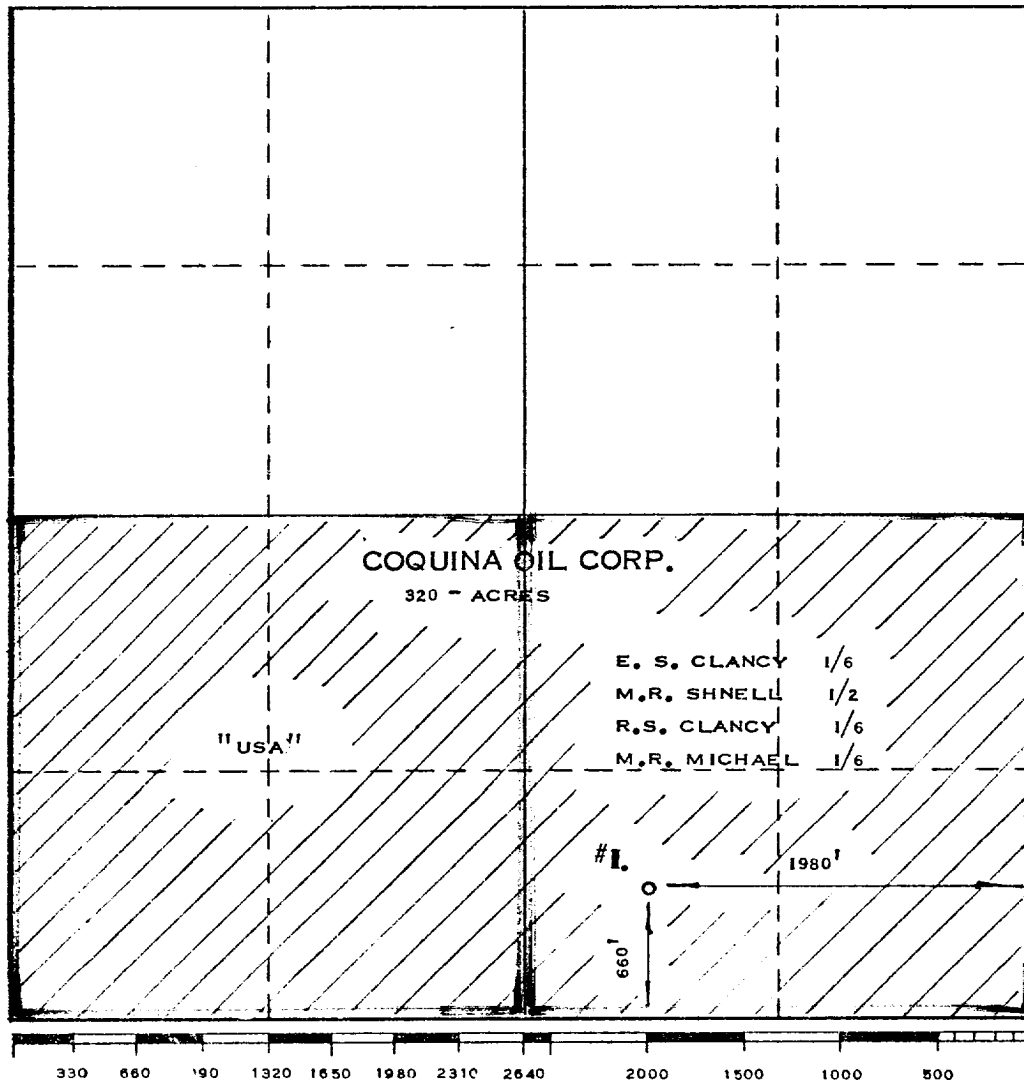 COQUINA OIL CORP.
320 - ACRES
E. S. CLANCY 1/6
M.R. SHNELL 1/2
R.S. CLANCY 1/6
M.R. MICHAEL 1/6
"USA"
#1.
1980'
660'
330 660 '90 1320 1650 1980 2310 2640 2000 1500 1000 500